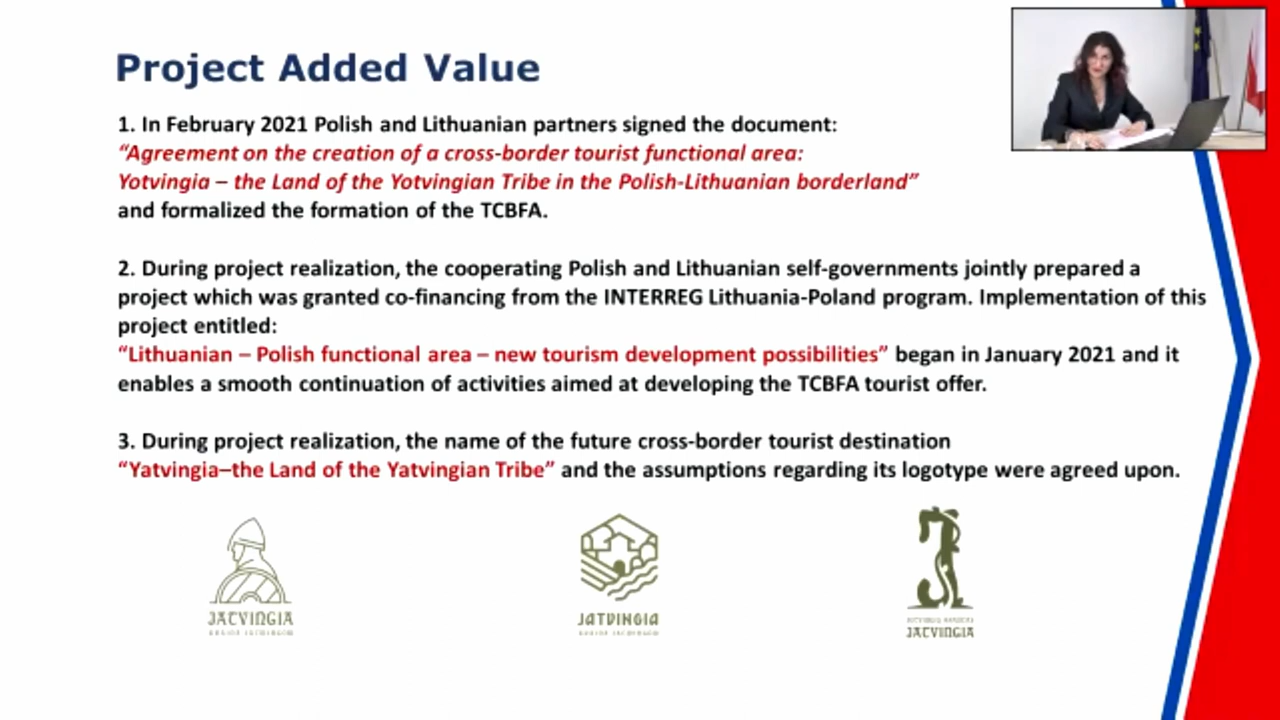 Project Added Value
1. In February 2021 Polish and Lithuanian partners signed the document:
“Agreement on the creation of a cross-border tourist functional area:
Yotvingia – the Land of the Yotvingian Tribe in the Polish-Lithuanian borderland”
and formalized the formation of the TCBFA.
2. During project realization, the cooperating Polish and Lithuanian self-governments jointly prepared a
project which was granted co-financing from the INTERREG Lithuania-Poland program. Implementation of this
project entitled:
“Lithuanian – Polish functional area – new tourism development possibilities” began in January 2021 and it
enables a smooth continuation of activities aimed at developing the TCBFA tourist offer.
3. During project realization, the name of the future cross-border tourist destination
“Yatvingia–the Land of the Yatvingian Tribe” and the assumptions regarding its logotype were agreed upon.
JATVINGIA
JATVINGIA
JATVINGIA